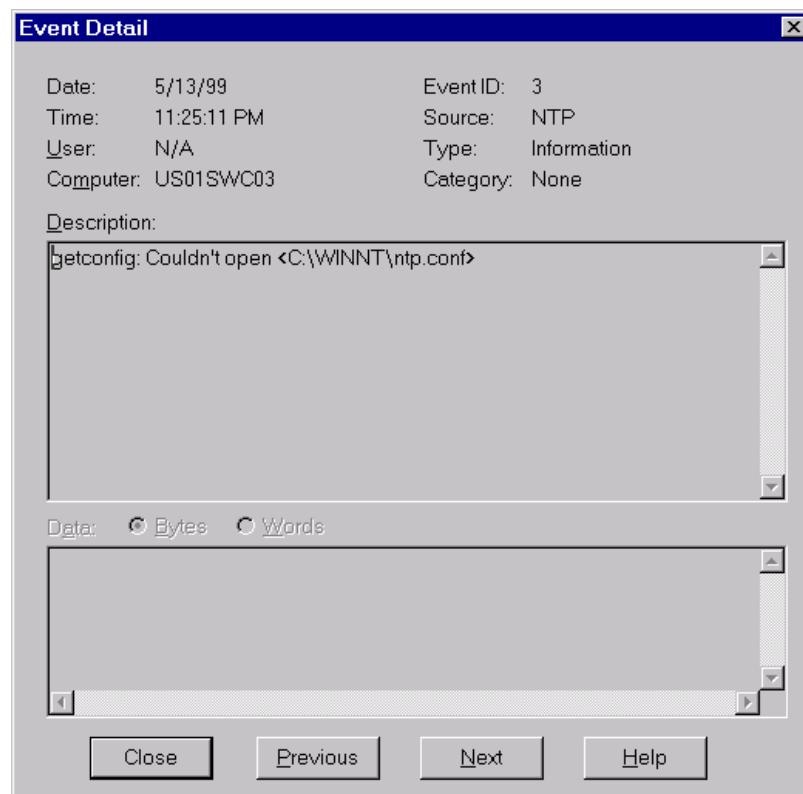 Event Detail
Date: 5/13/99 Event ID: 3
Time: 11:25:11 PM Source: NTP
User: N/A Type: Information
Computer: US01SWC03 Category: None
Description:
getconfig: Couldn't open <C:\WINNT\ntp.conf>
Data: Bytes Words
Close Previous Next Help